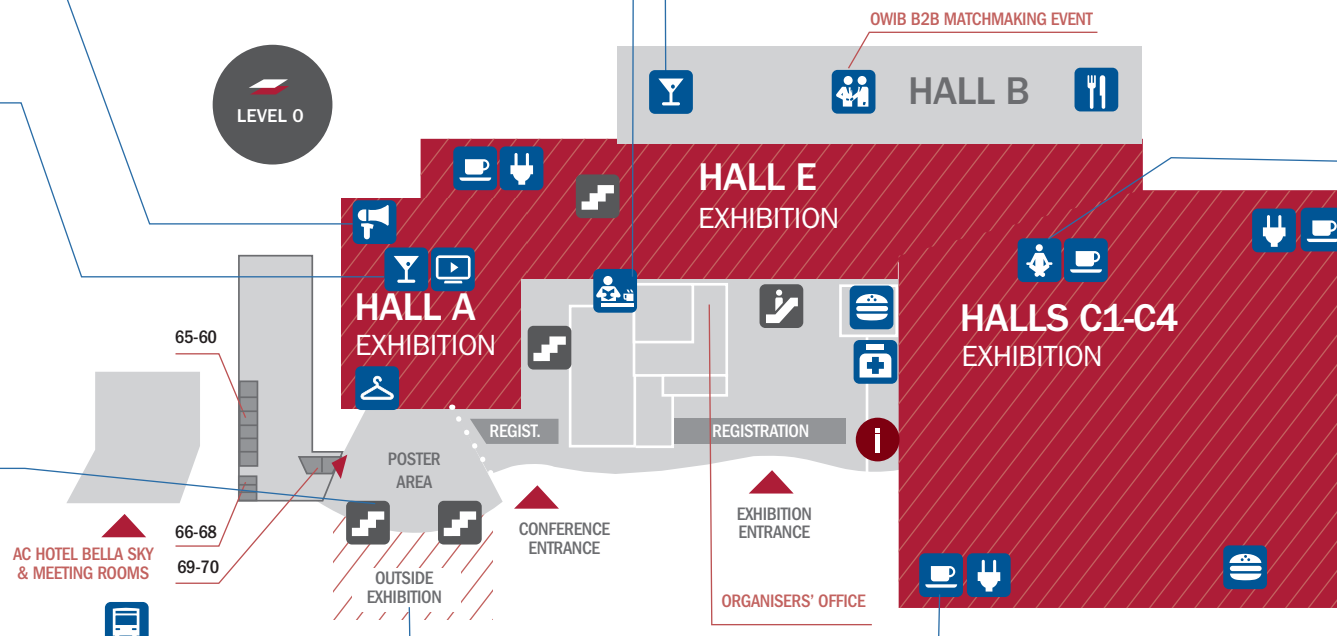 OWIB B2B MATCHMAKING EVENT
LEVEL 0
HALL B
HALL E
EXHIBITION
HALL A
EXHIBITION
HALLS C1-C4
EXHIBITION
65-60
REGIST.
REGISTRATION
i
POSTER
AREA
CONFERENCE
ENTRANCE
EXHIBITION
ENTRANCE
66-68
69-70
AC HOTEL BELLA SKY
& MEETING ROOMS
OUTSIDE
EXHIBITION
ORGANISERS' OFFICE